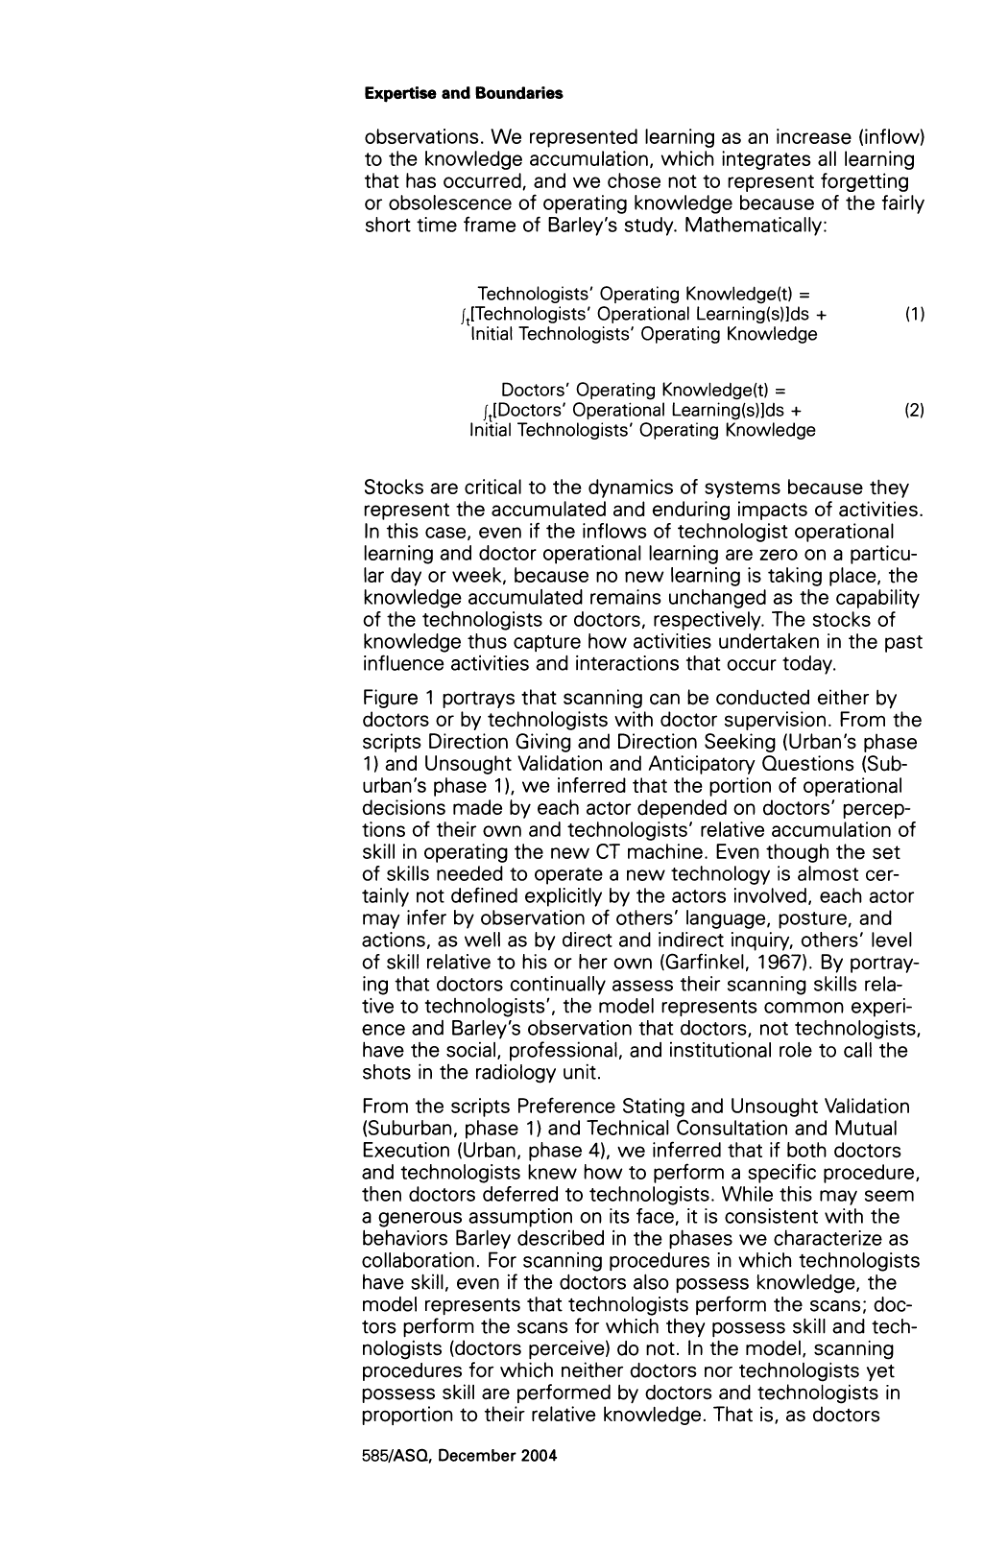 Expertise and Boundaries
observations. We represented learning as an increase (inflow)
to the knowledge accumulation, which integrates all learning
that has occurred, and we chose not to represent forgetting
or obsolescence of operating knowledge because of the fairly
short time frame of Barley's study. Mathematically:
Technologists' Operating Knowledge(t) =
∫t[Technologists' Operational Learning(s)]ds + (1)
Initial Technologists' Operating Knowledge
Doctors' Operating Knowledge(t) =
∫t[Doctors' Operational Learning(s)]ds + (2)
Initial Technologists' Operating Knowledge
Stocks are critical to the dynamics of systems because they
represent the accumulated and enduring impacts of activities.
In this case, even if the inflows of technologist operational
learning and doctor operational learning are zero on a particu-
lar day or week, because no new learning is taking place, the
knowledge accumulated remains unchanged as the capability
of the technologists or doctors, respectively. The stocks of
knowledge thus capture how activities undertaken in the past
influence activities and interactions that occur today.
Figure 1 portrays that scanning can be conducted either by
doctors or by technologists with doctor supervision. From the
scripts Direction Giving and Direction Seeking (Urban's phase
1) and Unsought Validation and Anticipatory Questions (Sub-
urban's phase 1), we inferred that the portion of operational
decisions made by each actor depended on doctors' percep-
tions of their own and technologists' relative accumulation of
skill in operating the new CT machine. Even though the set
of skills needed to operate a new technology is almost cer-
tainly not defined explicitly by the actors involved, each actor
may infer by observation of others' language, posture, and
actions, as well as by direct and indirect inquiry, others' level
of skill relative to his or her own (Garfinkel, 1967). By portray-
ing that doctors continually assess their scanning skills rela-
tive to technologists', the model represents common experi-
ence and Barley's observation that doctors, not technologists,
have the social, professional, and institutional role to call the
shots in the radiology unit.
From the scripts Preference Stating and Unsought Validation
(Suburban, phase 1) and Technical Consultation and Mutual
Execution (Urban, phase 4), we inferred that if both doctors
and technologists knew how to perform a specific procedure,
then doctors deferred to technologists. While this may seem
a generous assumption on its face, it is consistent with the
behaviors Barley described in the phases we characterize as
collaboration. For scanning procedures in which technologists
have skill, even if the doctors also possess knowledge, the
model represents that technologists perform the scans; doc-
tors perform the scans for which they possess skill and tech-
nologists (doctors perceive) do not. In the model, scanning
procedures for which neither doctors nor technologists yet
possess skill are performed by doctors and technologists in
proportion to their relative knowledge. That is, as doctors
585/ASQ, December 2004